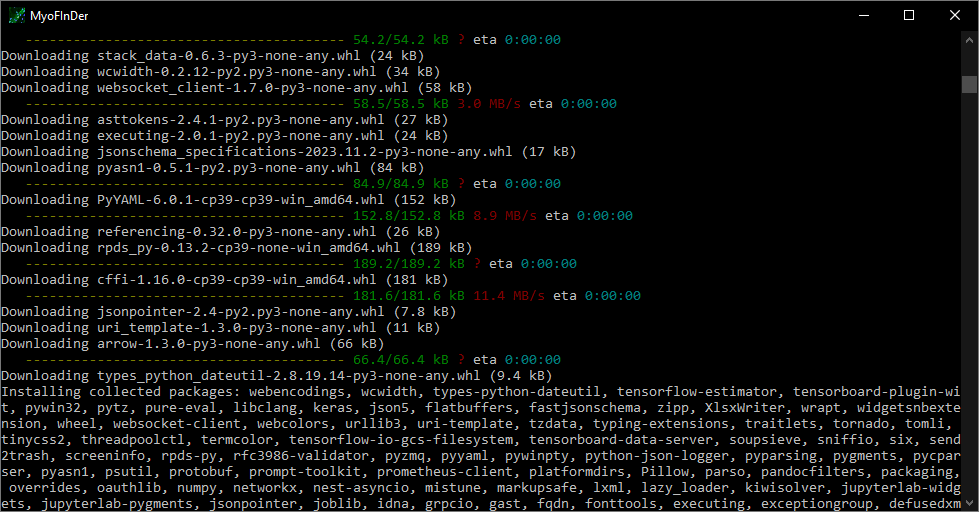 MyoFInDer
---------------------------------------- 54.2/54.2 kB ? eta 0:00:00
Downloading stack_data-0.6.3-py3-none-any.whl (24 kB)
Downloading wcwidth-0.2.12-py2.py3-none-any.whl (34 kB)
Downloading websocket_client-1.7.0-py3-none-any.whl (58 kB)
---------------------------------------- 58.5/58.5 kB 3.0 MB/s eta 0:00:00
Downloading asttokens-2.4.1-py2.py3-none-any.whl (27 kB)
Downloading executing-2.0.1-py2.py3-none-any.whl (24 kB)
Downloading jsonschema_specifications-2023.11.2-py3-none-any.whl (17 kB)
Downloading pyasn1-0.5.1-py2.py3-none-any.whl (84 kB)
---------------------------------------- 84.9/84.9 kB ? eta 0:00:00
Downloading PyYAML-6.0.1-cp39-cp39-win_amd64.whl (152 kB)
---------------------------------------- 152.8/152.8 kB 8.9 MB/s eta 0:00:00
Downloading referencing-0.32.0-py3-none-any.whl (26 kB)
Downloading rpds_py-0.13.2-cp39-none-win_amd64.whl (189 kB)
---------------------------------------- 189.2/189.2 kB ? eta 0:00:00
Downloading cffi-1.16.0-cp39-cp39-win_amd64.whl (181 kB)
---------------------------------------- 181.6/181.6 kB 11.4 MB/s eta 0:00:00
Downloading jsonpointer-2.4-py2.py3-none-any.whl (7.8 kB)
Downloading uri_template-1.3.0-py3-none-any.whl (11 kB)
Downloading arrow-1.3.0-py3-none-any.whl (66 kB)
---------------------------------------- 66.4/66.4 kB ? eta 0:00:00
Downloading types_python_dateutil-2.8.19.14-py3-none-any.whl (9.4 kB)
Installing collected packages: webencodings, wcwidth, types-python-dateutil, tensorflow-estimator, tensorboard-plugin-wi
t, pywin32, pytz, pure-eval, libclang, keras, json5, flatbuffers, fastjsonschema, zipp, XlsxWriter, wrapt, widgetsnbexte
nsion, wheel, websocket-client, webcolors, urllib3, uri-template, tzdata, typing-extensions, traitlets, tornado, tomli, 
tinycss2, threadpoolctl, termcolor, tensorflow-io-gcs-filesystem, tensorboard-data-server, soupsieve, sniffio, six, send
2trash, screeninfo, rpds-py, rfc3986-validator, pyzmq, pyyaml, pywinpty, python-json-logger, pyparsing, pygments, pycpar
ser, pyasn1, psutil, protobuf, prompt-toolkit, prometheus-client, platformdirs, Pillow, parso, pandocfilters, packaging,
overrides, oauthlib, numpy, networkx, nest-asyncio, mistune, markupsafe, lxml, lazy_loader, kiwisolver, jupyterlab-widg
ets, jupyterlab-pygments, jsonpointer, joblib, idna, grpcio, gast, fqdn, fonttools, executing, exceptiongroup, defusedxm